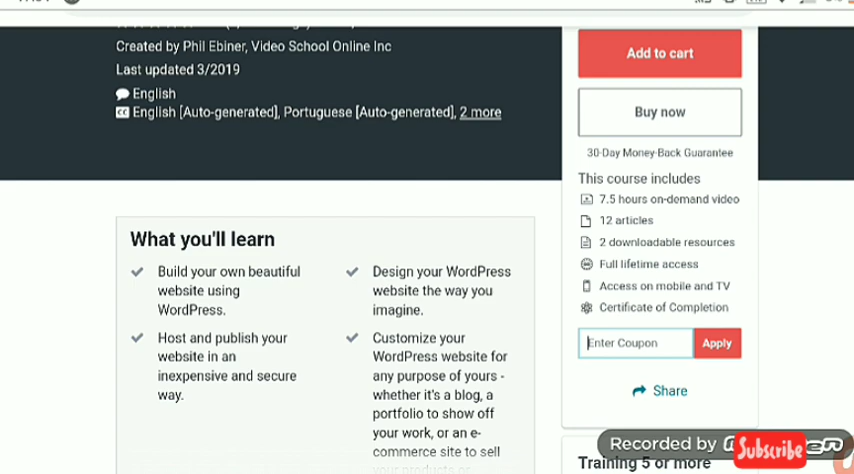 Created by Phil Ebiner, Video School Online Inc
Last updated 3/2019
English
English [Auto-generated], Portuguese [Auto-generated], 2 more
What you'll learn
Build your own beautiful
website using
WordPress.
Host and publish your
website in an
inexpensive and secure
way.
Design your WordPress
website the way you
imagine.
Customize your
WordPress website for
any purpose of yours -
whether it's a blog, a
portfolio to show off
your work, or an e-
commerce site to sell
your products or
Add to cart
Buy now
30-Day Money-Back Guarantee
This course includes
7.5 hours on-demand video
12 articles
2 downloadable resources
Full lifetime access
Access on mobile and TV
Certificate of Completion
Enter Coupon
Apply
Share
Recorded by
Subscribe
Training 5 or more